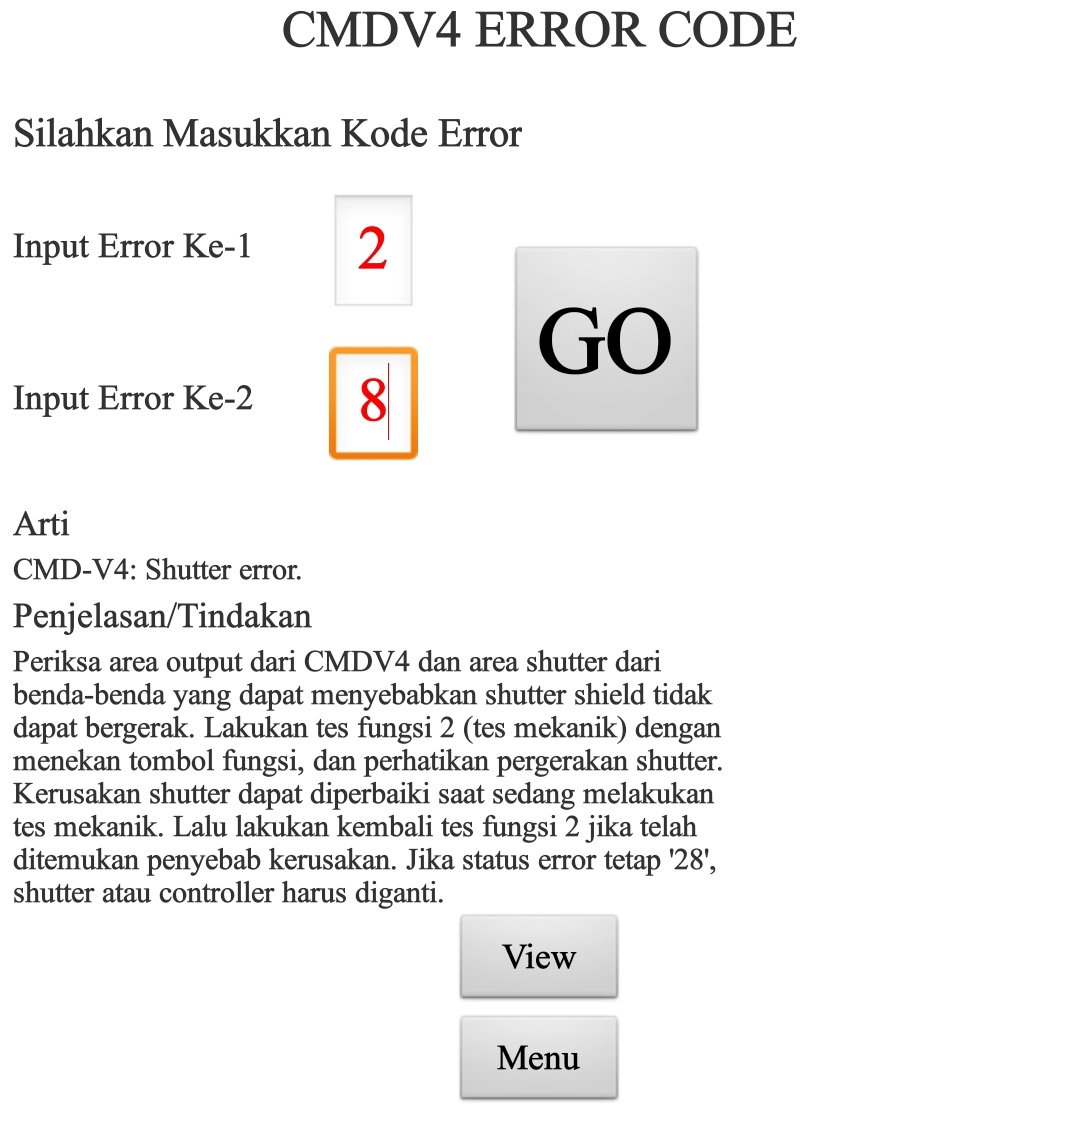 CMDV4 ERROR CODE
Silahkan Masukkan Kode Error
Input Error Ke-1
2
GO
Input Error Ke-2
8
Arti
CMD-V4: Shutter error.
Penjelasan/Tindakan
Periksa area output dari CMDV4 dan area shutter dari
benda-benda yang dapat menyebabkan shutter shield tidak
dapat bergerak. Lakukan tes fungsi 2 (tes mekanik) dengan
menekan tombol fungsi, dan perhatikan pergerakan shutter.
Kerusakan shutter dapat diperbaiki saat sedang melakukan
tes mekanik. Lalu lakukan kembali tes fungsi 2 jika telah
ditemukan penyebab kerusakan. Jika status error tetap '28',
shutter atau controller harus diganti.
View
Menu